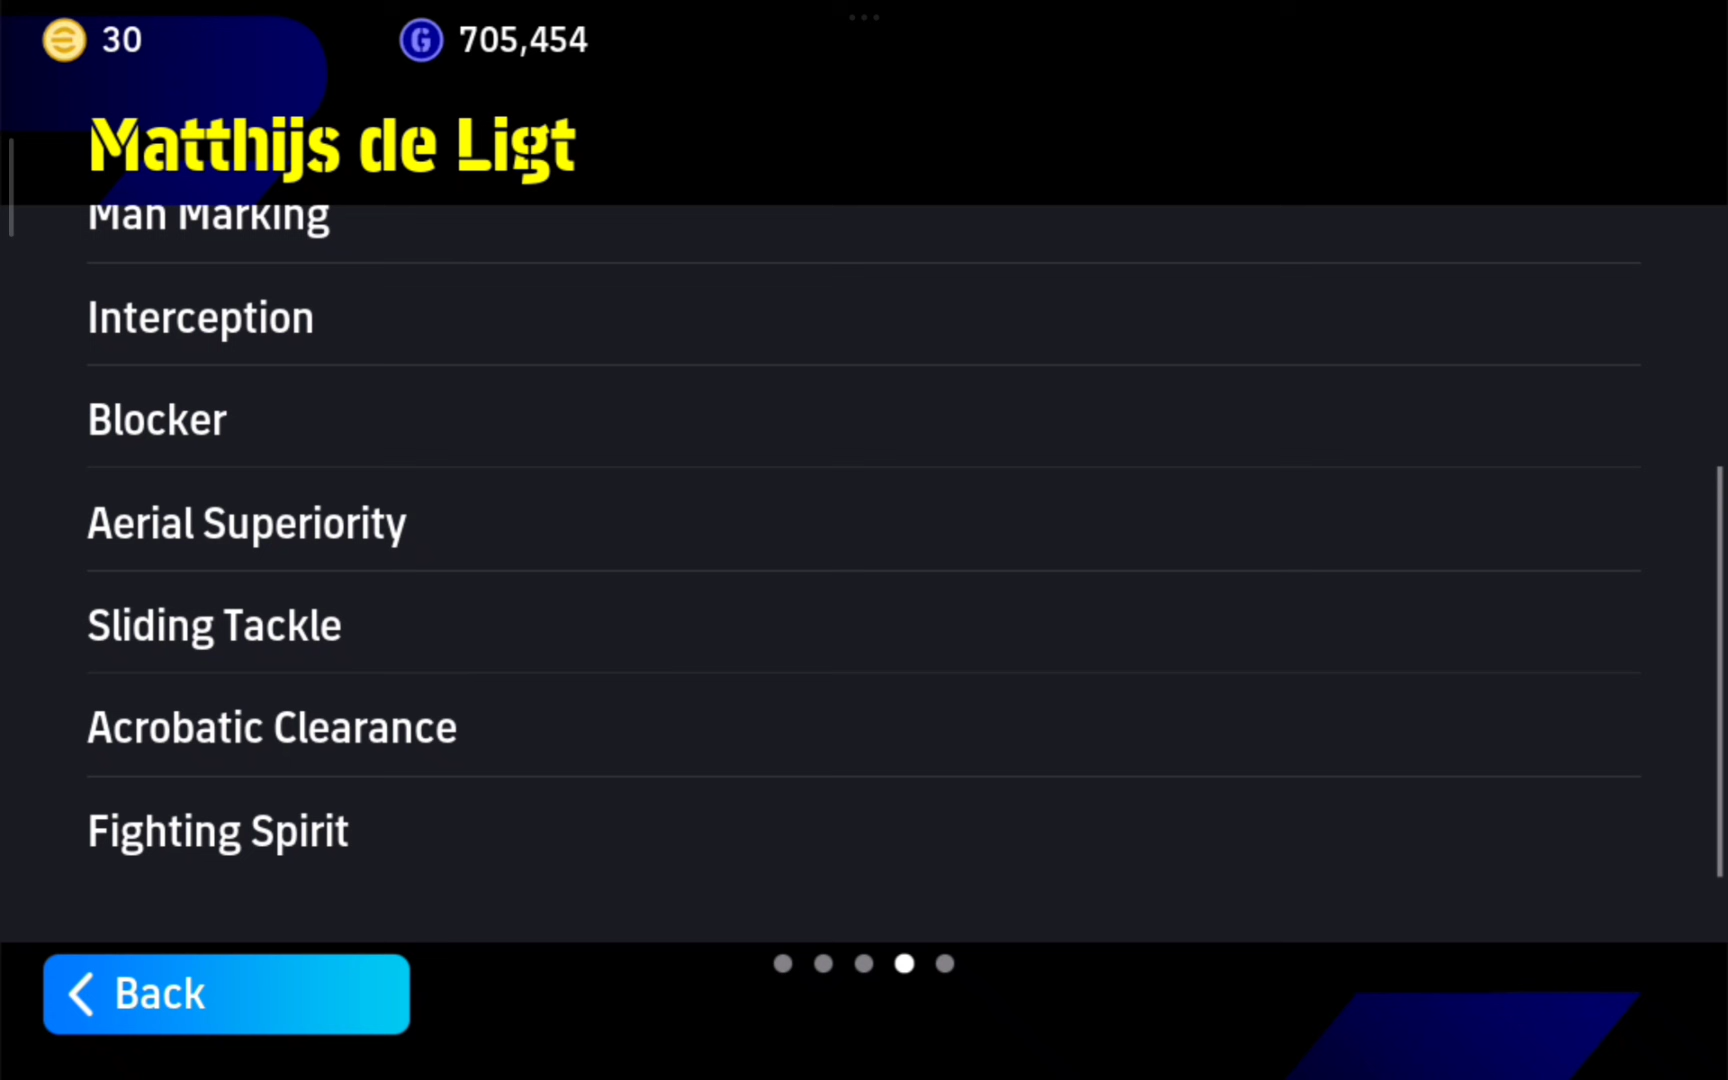 30
705,454
Matthijs de Ligt
Man Marking
Interception
Blocker
Aerial Superiority
Sliding Tackle
Acrobatic Clearance
Fighting Spirit
Back